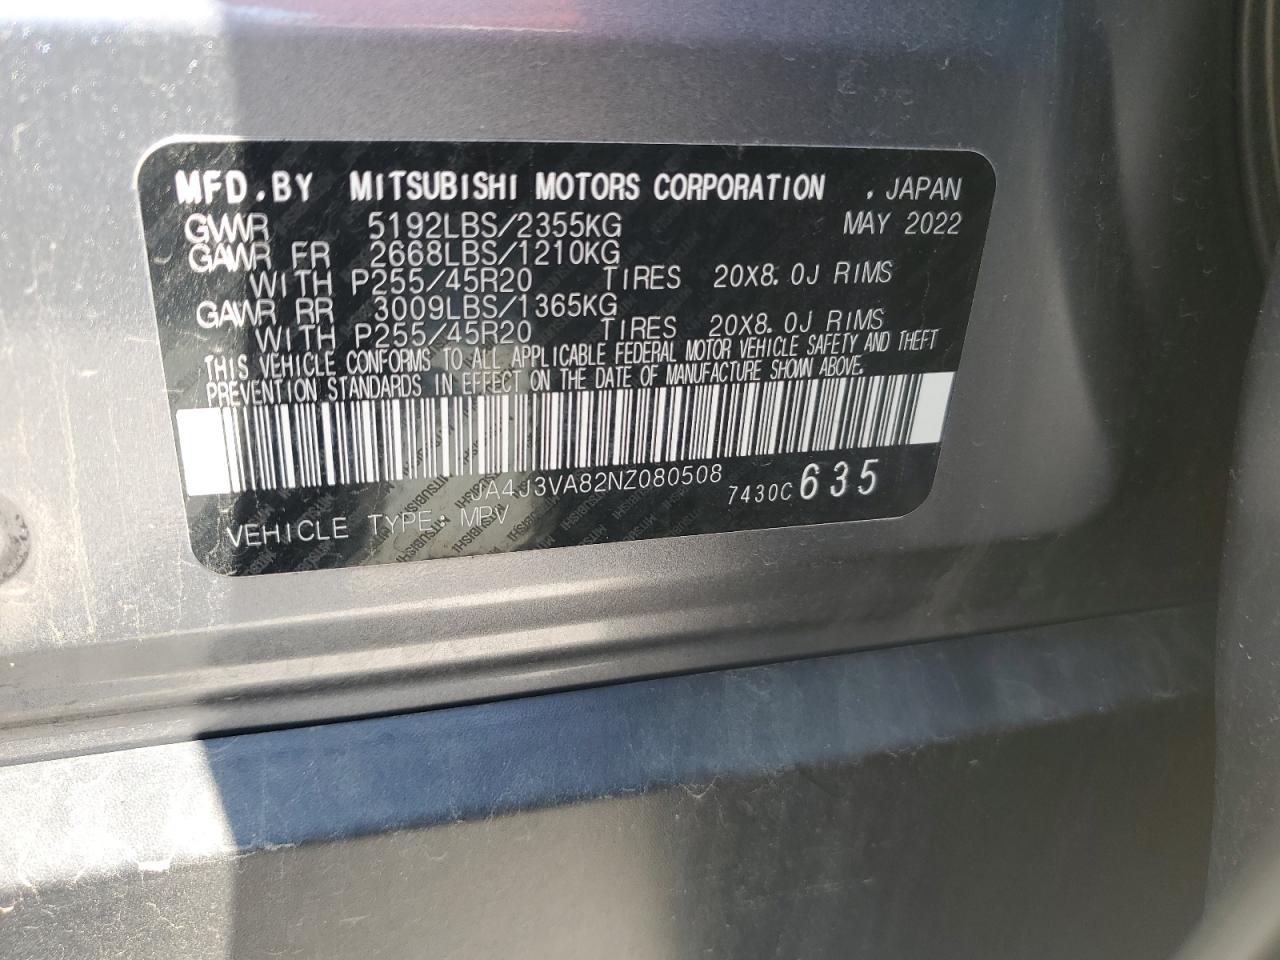 MFD.BY MITSUBISHI MOTORS CORPORATION . JAPAN
GVWR 5192LBS/2355KG MAY 2022
GAWR FR 2668LBS/1210KG
WITH P255/45R20 TIRES 20X8.0J RIMS
GAWR RR 3009LBS/1365KG
WITH P255/45R20 TIRES 20X8.0J RIMS
THIS VEHICLE CONFORMS TO ALL APPLICABLE FEDERAL MOTOR VEHICLE SAFETY AND THEFT
PREVENTION STANDARDS IN EFFECT ON THE DATE OF MANUFACTURE SHOWN ABOVE.
JA4J3VA82NZ080508 7430C 635
VEHICLE TYPE: MPV